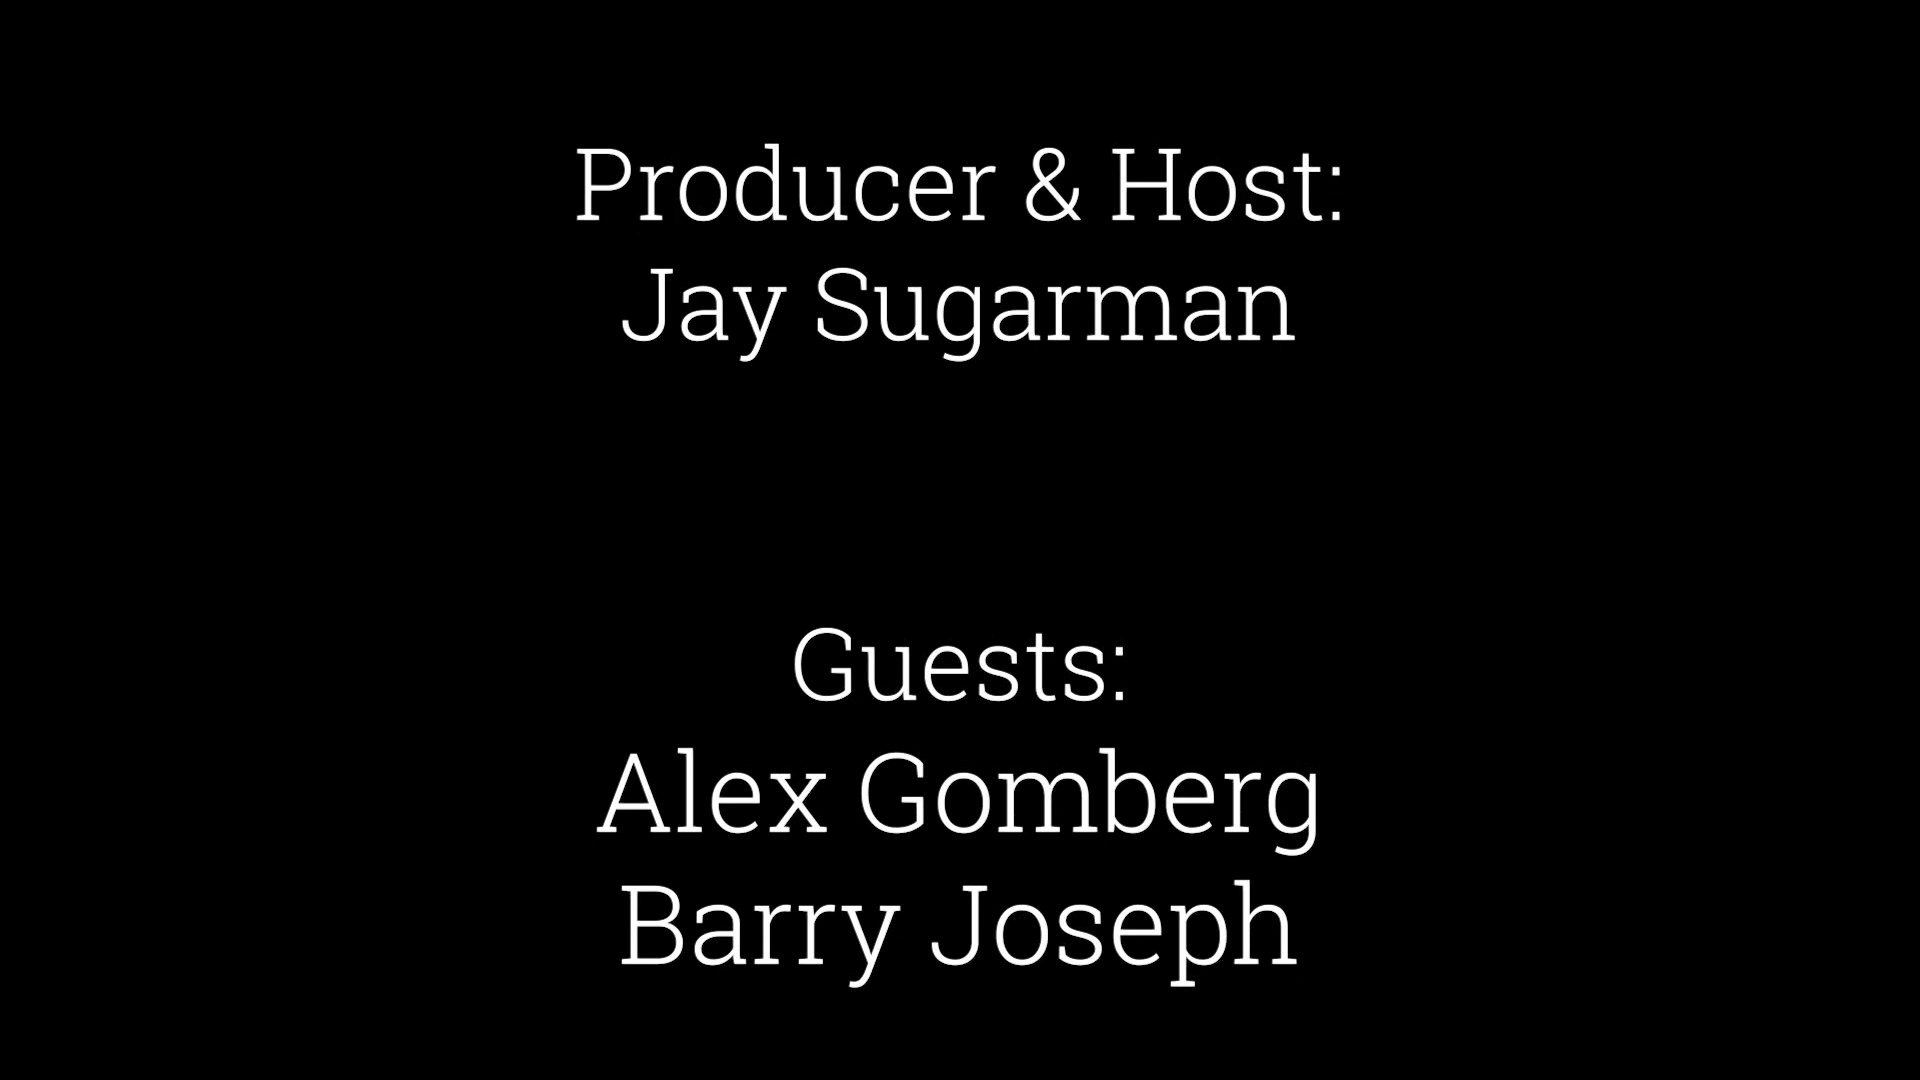 Producer & Host:
Jay Sugarman
Guests:
Alex Gomberg
Barry Joseph